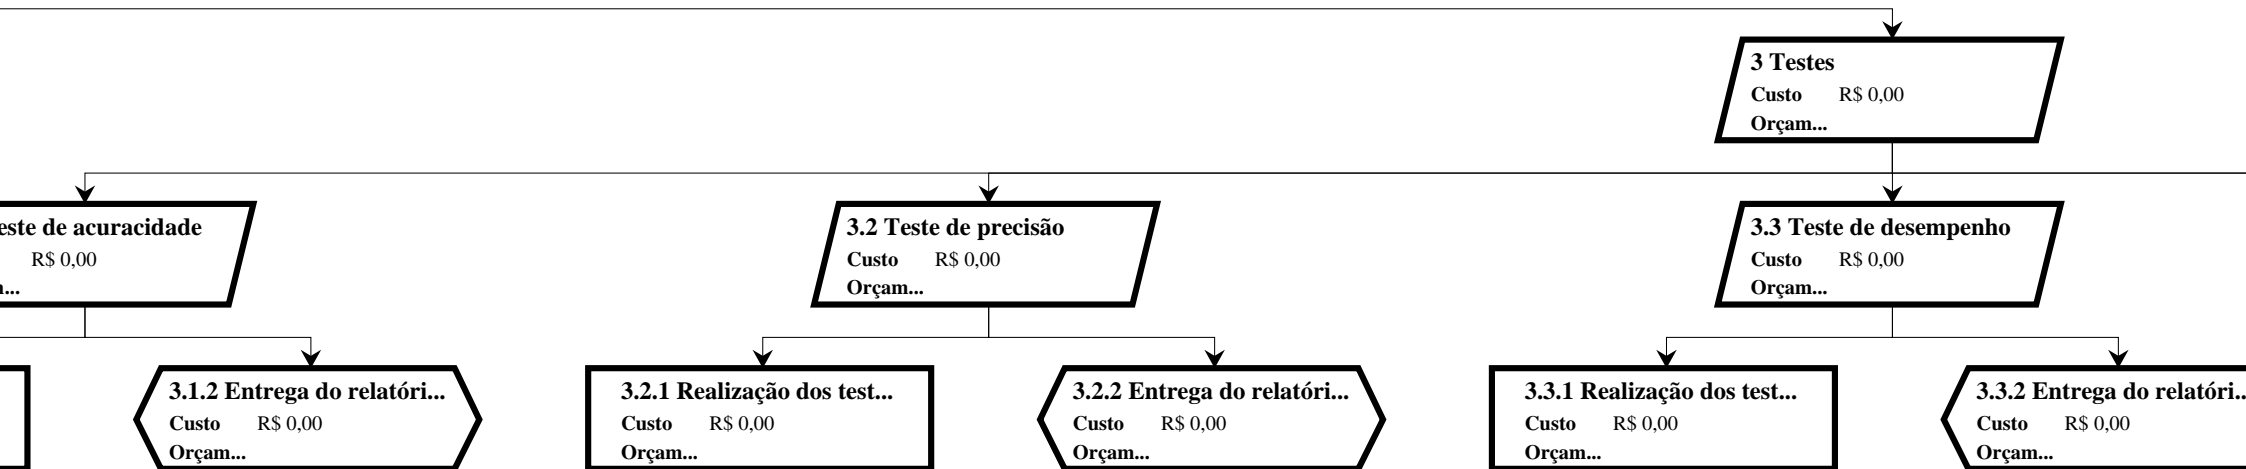 3 Testes
Custo R$ 0,00
Orçam...
este de acuracidade
R$ 0,00
...
3.2 Teste de precisão
Custo R$ 0,00
Orçam...
3.3 Teste de desempenho
Custo R$ 0,00
Orçam...
3.1.2 Entrega do relatóri...
Custo R$ 0,00
Orçam...
3.2.1 Realização dos test...
Custo R$ 0,00
Orçam...
3.2.2 Entrega do relatóri...
Custo R$ 0,00
Orçam...
3.3.1 Realização dos test...
Custo R$ 0,00
Orçam...
3.3.2 Entrega do relatóri...
Custo R$ 0,00
Orçam...